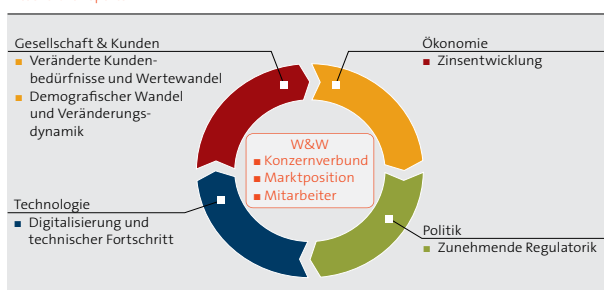 Gesellschaft & Kunden
Veränderte Kunden-
bedürfnisse und Wertewandel
Demografischer Wandel
und Veränderungs-
dynamik
Ökonomie
Zinsentwicklung
W&W
Konzernverbund
Marktposition
Mitarbeiter
Technologie
Digitalisierung und
technischer Fortschritt
Politik
Zunehmende Regulatorik